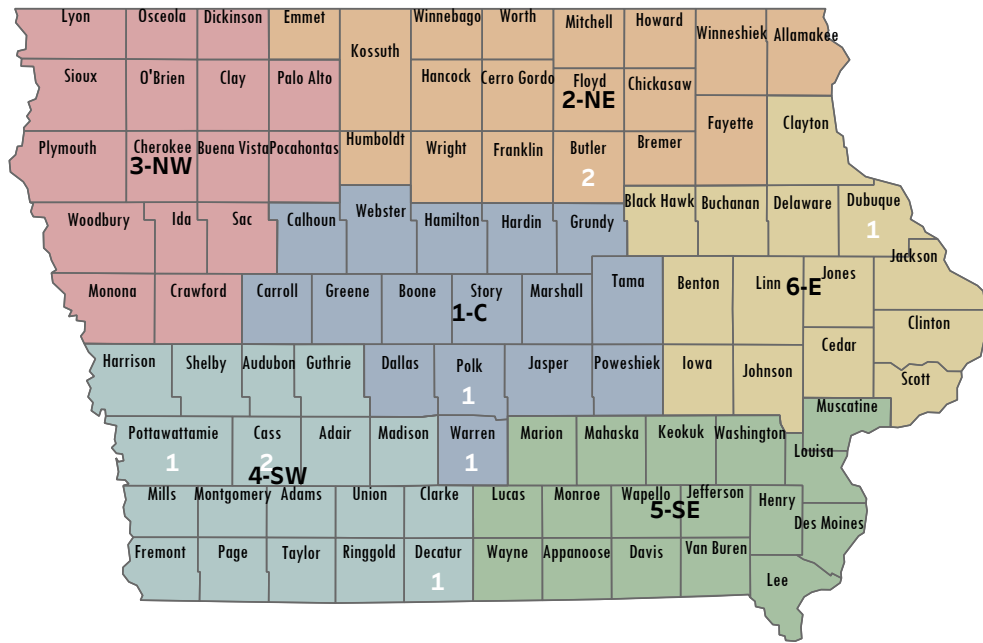 Lyon Osceola Dickinson Emmet Winnebago Worth Mitchell Howard Winneshiek Allamakee
Kossuth
Sioux O'Brien Clay Palo Alto Hancock Cerro Gordo Floyd Chickasaw
2-NE
Fayette Clayton
Plymouth Cherokee Buena Vista Pocahontas Humboldt Wright Franklin Butler Bremer
3-NW
2
Woodbury Ida Sac Calhoun Webster Hamilton Hardin Grundy Black Hawk Buchanan Delaware Dubuque
1
Jackson
Monona Crawford Carroll Greene Boone Story Marshall Tama Benton Linn Jones
6-E
1-C
Clinton
Harrison Shelby Audubon Guthrie Dallas Polk Jasper Poweshiek Iowa Johnson Cedar
Scott
1
Muscatine
Pottawattamie Cass Adair Madison Warren Marion Mahaska Keokuk Washington
Louisa
1 2 1
4-SW
Mills Montgomery Adams Union Clarke Lucas Monroe Wapello Jefferson Henry
5-SE
Des Moines
Fremont Page Taylor Ringgold Decatur Wayne Appanoose Davis Van Buren
Lee
1